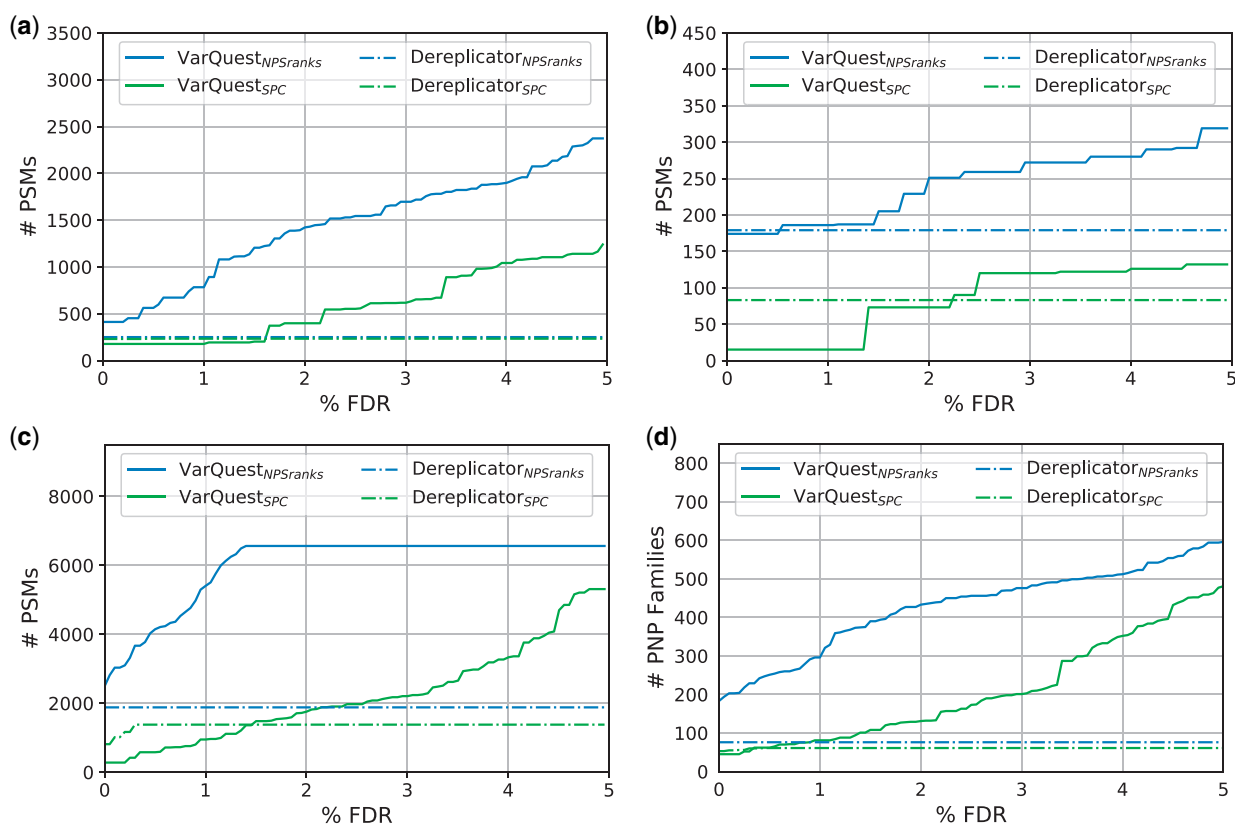 (a)
3500
3000
2500
2000
1500
1000
500
0
# PSMs
VarQuest_NPSranks
VarQuest_SPC
Dereplicator_NPSranks
Dereplicator_SPC
0 1 2 3 4 5
% FDR
(b)
450
400
350
300
250
200
150
100
50
0
# PSMs
VarQuest_NPSranks
VarQuest_SPC
Dereplicator_NPSranks
Dereplicator_SPC
0 1 2 3 4 5
% FDR
(c)
8000
6000
4000
2000
0
# PSMs
VarQuest_NPSranks
VarQuest_SPC
Dereplicator_NPSranks
Dereplicator_SPC
0 1 2 3 4 5
% FDR
(d)
800
700
600
500
400
300
200
100
0
# PNP Families
VarQuest_NPSranks
VarQuest_SPC
Dereplicator_NPSranks
Dereplicator_SPC
0 1 2 3 4 5
% FDR